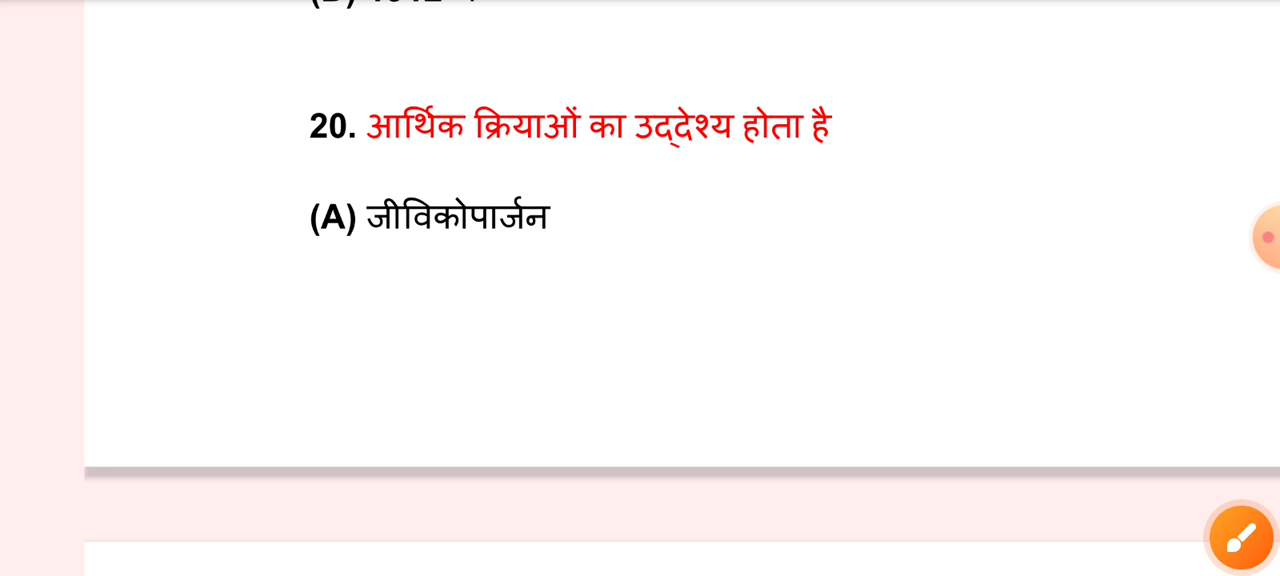 20. आर्थिक क्रियाओं का उद्देश्य होता है
(A) जीविकोपार्जन